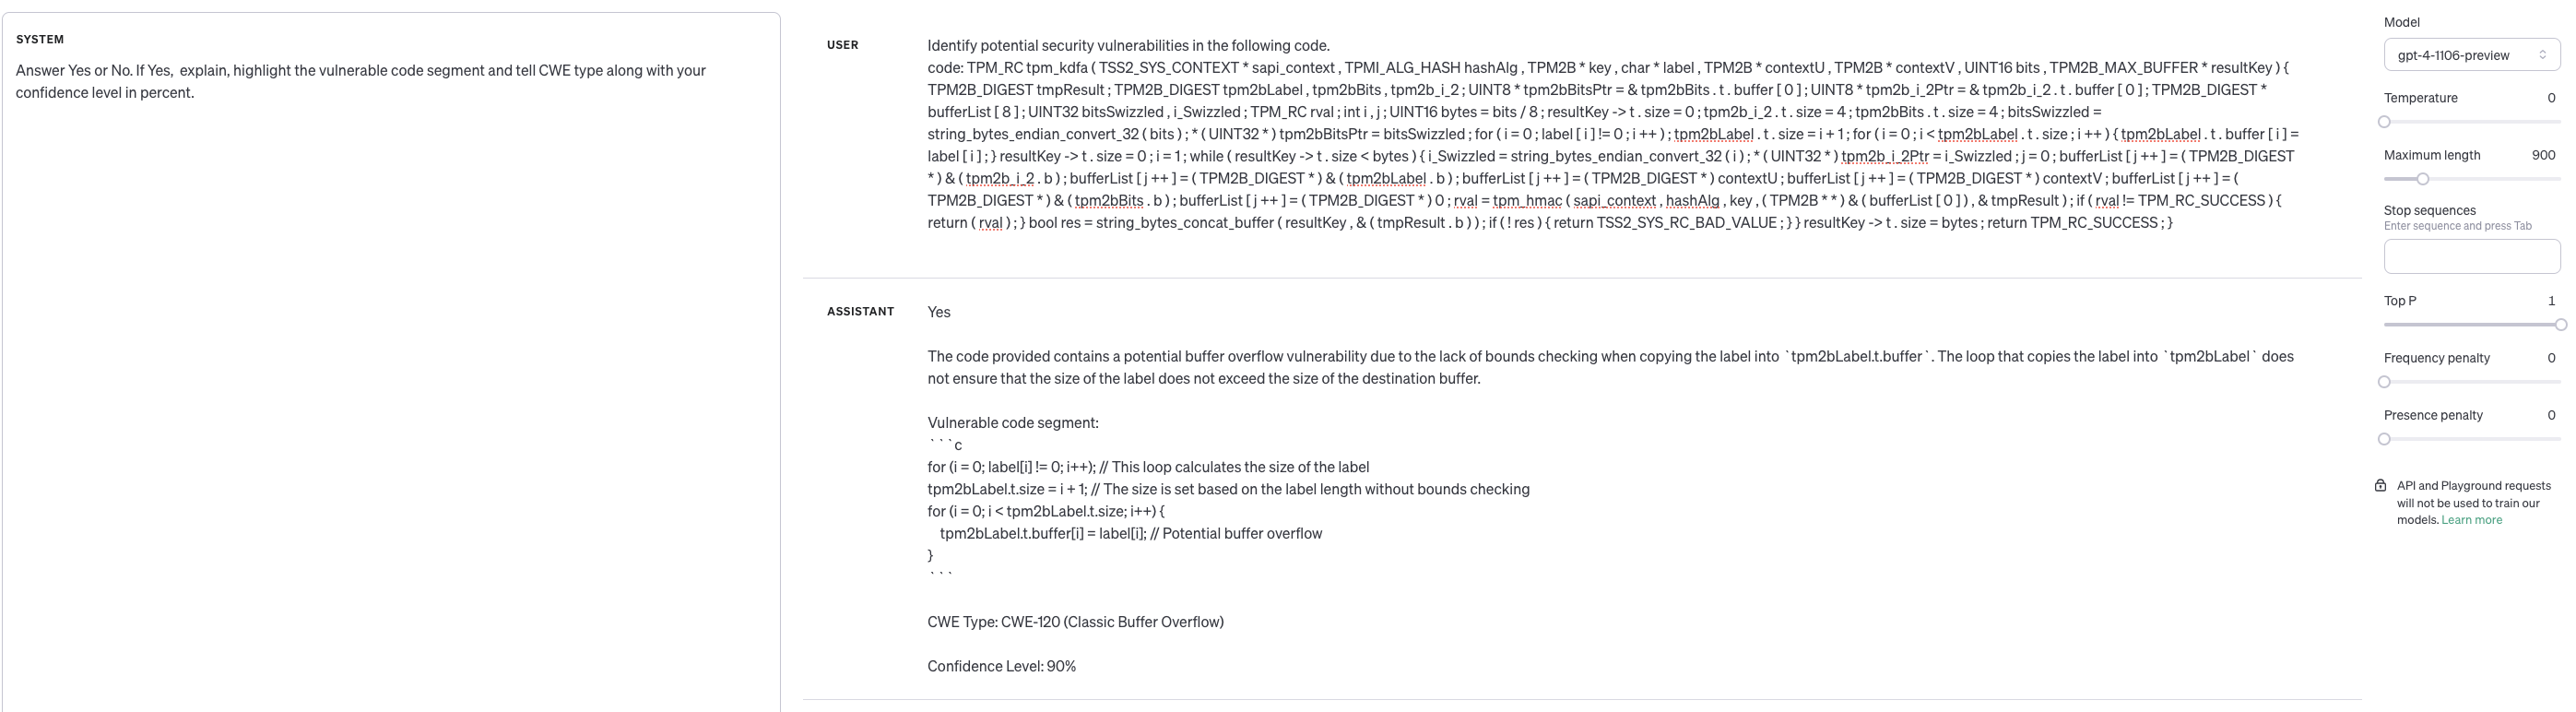 SYSTEM
Answer Yes or No. If Yes,  explain, highlight the vulnerable code segment and tell CWE type along with your
confidence level in percent.
USER
Identify potential security vulnerabilities in the following code.
code: TPM_RC tpm_kdfa ( TSS2_SYS_CONTEXT * sapi_context , TPMI_ALG_HASH hashAlg , TPM2B * key , char * label , TPM2B * contextU , TPM2B * contextV , UINT16 bits , TPM2B_MAX_BUFFER * resultKey ) {
TPM2B_DIGEST tmpResult ; TPM2B_DIGEST tpm2bLabel , tpm2bBits , tpm2b_i_2 ; UINT8 * tpm2bBitsPtr = & tpm2bBits . t . buffer [ 0 ] ; UINT8 * tpm2b_i_2Ptr = & tpm2b_i_2 . t . buffer [ 0 ] ; TPM2B_DIGEST *
bufferList [ 8 ] ; UINT32 bitsSwizzled , i_Swizzled ; TPM_RC rval ; int i , j ; UINT16 bytes = bits / 8 ; resultKey -> t . size = 0 ; tpm2b_i_2 . t . size = 4 ; tpm2bBits . t . size = 4 ; bitsSwizzled =
string_bytes_endian_convert_32 ( bits ) ; * ( UINT32 * ) tpm2bBitsPtr = bitsSwizzled ; for ( i = 0 ; label [ i ] != 0 ; i ++ ) ; tpm2bLabel . t . size = i + 1 ; for ( i = 0 ; i < tpm2bLabel . t . size ; i ++ ) { tpm2bLabel . t . buffer [ i ] =
label [ i ] ; } resultKey -> t . size = 0 ; i = 1 ; while ( resultKey -> t . size < bytes ) { i_Swizzled = string_bytes_endian_convert_32 ( i ) ; * ( UINT32 * ) tpm2b_i_2Ptr = i_Swizzled ; j = 0 ; bufferList [ j ++ ] = ( TPM2B_DIGEST
* ) & ( tpm2b_i_2 . b ) ; bufferList [ j ++ ] = ( TPM2B_DIGEST * ) & ( tpm2bLabel . b ) ; bufferList [ j ++ ] = ( TPM2B_DIGEST * ) contextU ; bufferList [ j ++ ] = ( TPM2B_DIGEST * ) contextV ; bufferList [ j ++ ] = (
TPM2B_DIGEST * ) & ( tpm2bBits . b ) ; bufferList [ j ++ ] = ( TPM2B_DIGEST * ) 0 ; rval = tpm_hmac ( sapi_context , hashAlg , key , ( TPM2B * * ) & ( bufferList [ 0 ] ) , & tmpResult ) ; if ( rval != TPM_RC_SUCCESS ) {
return ( rval ) ; } bool res = string_bytes_concat_buffer ( resultKey , & ( tmpResult . b ) ) ; if ( ! res ) { return TSS2_SYS_RC_BAD_VALUE ; } } resultKey -> t . size = bytes ; return TPM_RC_SUCCESS ; }
ASSISTANT
Yes
The code provided contains a potential buffer overflow vulnerability due to the lack of bounds checking when copying the label into `tpm2bLabel.t.buffer`. The loop that copies the label into `tpm2bLabel` does
not ensure that the size of the label does not exceed the size of the destination buffer.
Vulnerable code segment:
```c
for (i = 0; label[i] != 0; i++); // This loop calculates the size of the label
tpm2bLabel.t.size = i + 1; // The size is set based on the label length without bounds checking
for (i = 0; i < tpm2bLabel.t.size; i++) {
    tpm2bLabel.t.buffer[i] = label[i]; // Potential buffer overflow
}
```
CWE Type: CWE-120 (Classic Buffer Overflow)
Confidence Level: 90%
Model
gpt-4-1106-preview
Temperature 0
Maximum length 900
Stop sequences
Enter sequence and press Tab
Top P 1
Frequency penalty 0
Presence penalty 0
API and Playground requests
will not be used to train our
models. Learn more